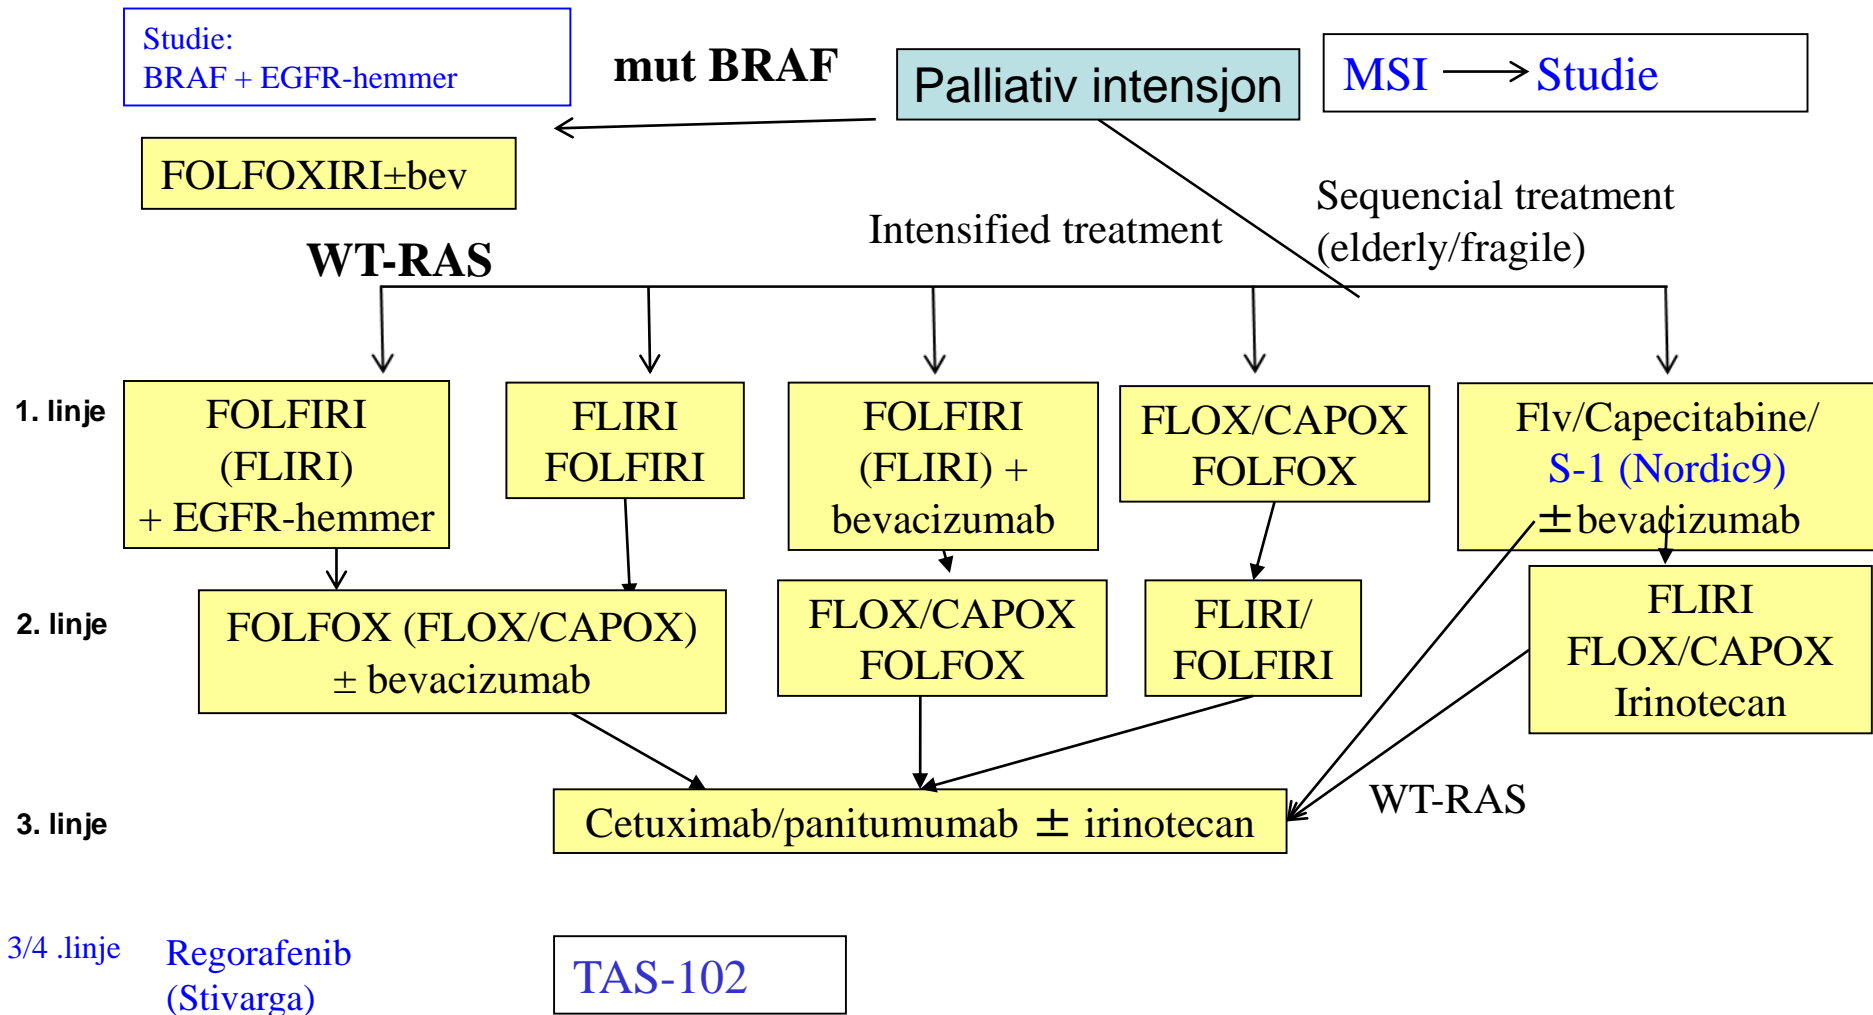 Studie:
BRAF + EGFR-hemmer
mut BRAF
Palliativ intensjon
MSI
Studie
FOLFOXIRI±bev
Intensified treatment
Sequencial treatment
(elderly/fragile)
WT-RAS
1. linje
FOLFIRI
(FLIRI)
+ EGFR-hemmer
FLIRI
FOLFIRI
FOLFIRI
(FLIRI) +
bevacizumab
FLOX/CAPOX
FOLFOX
Flv/Capecitabine/
S-1 (Nordic9)
±bevacizumab
2. linje
FOLFOX (FLOX/CAPOX)
± bevacizumab
FLOX/CAPOX
FOLFOX
FLIRI/
FOLFIRI
FLIRI
FLOX/CAPOX
Irinotecan
3. linje
Cetuximab/panitumumab ± irinotecan
WT-RAS
3/4 .linje
Regorafenib
(Stivarga)
TAS-102